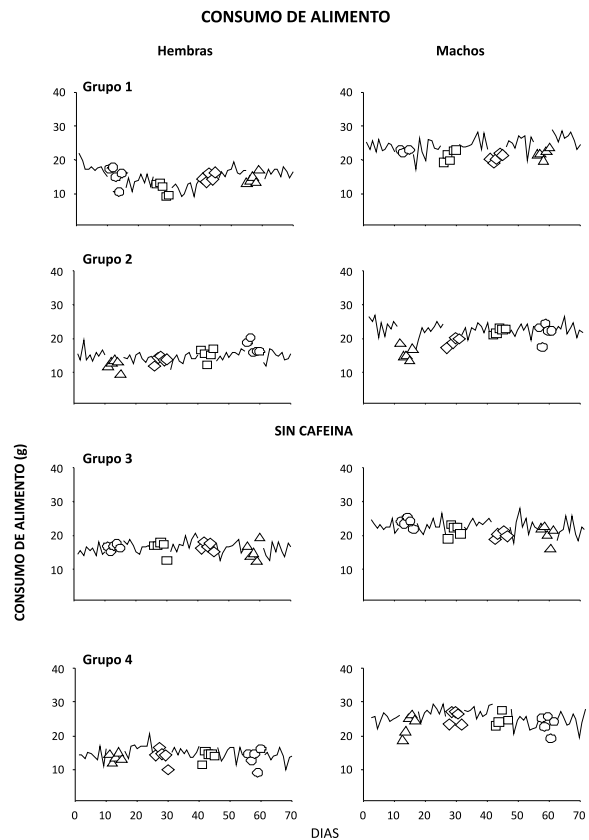 CONSUMO DE ALIMENTO
Hembras Machos
Grupo 1
40 40
30 30
20 20
10 10
Grupo 2
40 40
30 30
20 20
10 10
SIN CAFEINA
CONSUMO DE ALIMENTO (g)
Grupo 3
40 40
30 30
20 20
10 10
Grupo 4
40 40
30 30
20 20
10 10
0 10 20 30 40 50 60 70 0 10 20 30 40 50 60 70
DIAS